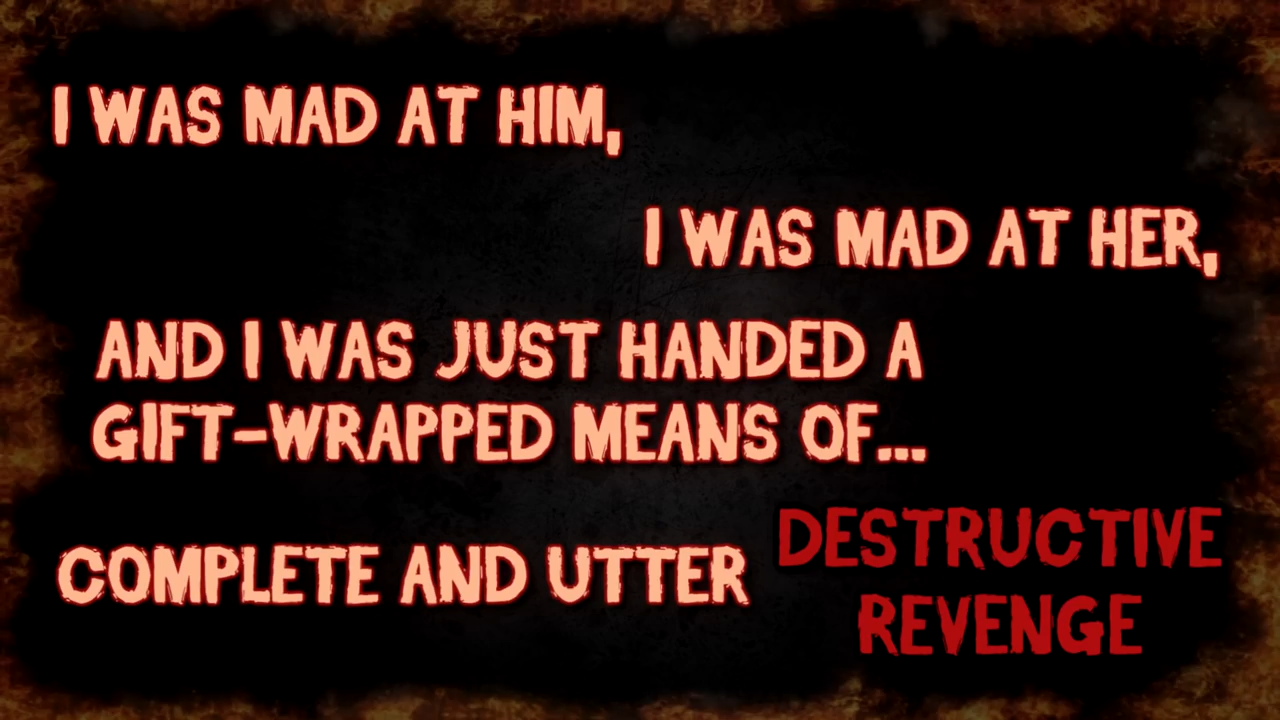 I WAS MAD AT HIM,
I WAS MAD AT HER,
AND I WAS JUST HANDED A
GIFT-WRAPPED MEANS OF...
COMPLETE AND UTTER
DESTRUCTIVE
REVENGE